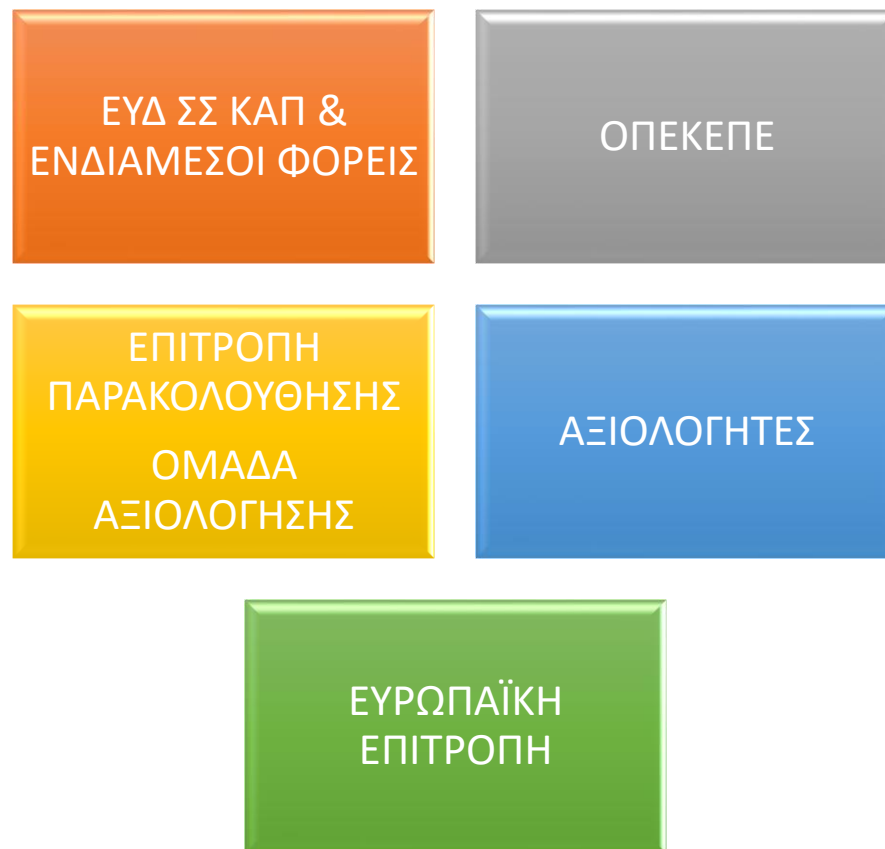 ΕΥΔ ΣΣ ΚΑΠ &
ΕΝΔΙΑΜΕΣΟΙ ΦΟΡΕΙΣ
ΟΠΕΚΕΠΕ
ΕΠΙΤΡΟΠΗ
ΠΑΡΑΚΟΛΟΥΘΗΣΗΣ
ΟΜΑΔΑ
ΑΞΙΟΛΟΓΗΣΗΣ
ΑΞΙΟΛΟΓΗΤΕΣ
ΕΥΡΩΠΑΪΚΗ
ΕΠΙΤΡΟΠΗ